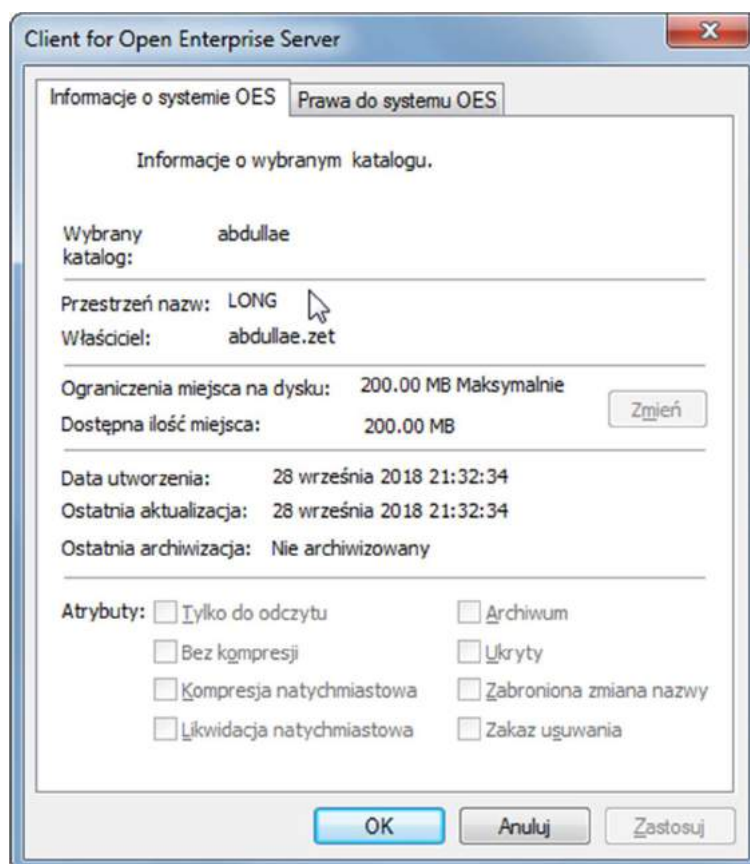 Client for Open Enterprise Server
Informacje o systemie OES
Prawa do systemu OES
Informacje o wybranym katalogu.
Wybrany katalog: abdullae
Przestrzeń nazw: LONG
Właściciel: abdullae.zet
Ograniczenia miejsca na dysku: 200.00 MB Maksymalnie
Zmień
Dostępna ilość miejsca: 200.00 MB
Data utworzenia: 28 września 2018 21:32:34
Ostatnia aktualizacja: 28 września 2018 21:32:34
Ostatnia archiwizacja: Nie archiwizowany
Atrybuty: Tylko do odczytu Archiwum
Bez kompresji Ukryty
Kompresja natychmiastowa Zabroniona zmiana nazwy
Likwidacja natychmiastowa Zakaz usuwania
OK Anuluj Zastosuj